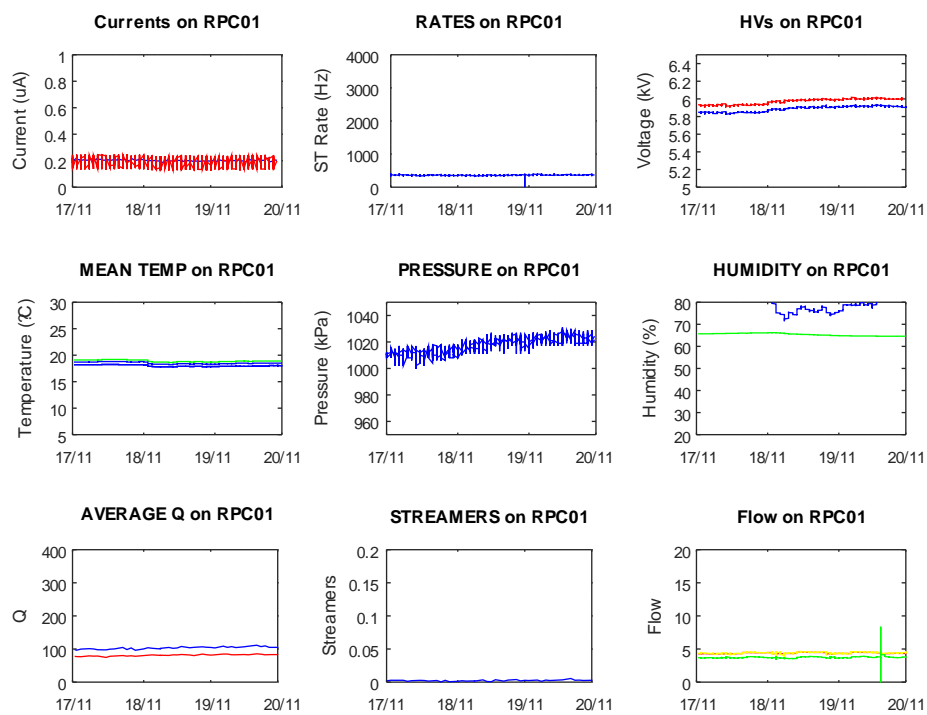 Currents on RPC01
RATES on RPC01
HVs on RPC01
Current (uA)
1
0.8
0.6
0.4
0.2
0
17/11 18/11 19/11 20/11
ST Rate (Hz)
4000
3000
2000
1000
0
17/11 18/11 19/11 20/11
Voltage (kV)
6.4
6.2
6
5.8
5.6
5.4
5.2
5
17/11 18/11 19/11 20/11
MEAN TEMP on RPC01
PRESSURE on RPC01
HUMIDITY on RPC01
Temperature (?C)
30
25
20
15
10
5
17/11 18/11 19/11 20/11
Pressure (kPa)
1040
1020
1000
980
960
17/11 18/11 19/11 20/11
Humidity (%)
80
70
60
50
40
30
20
17/11 18/11 19/11 20/11
AVERAGE Q on RPC01
STREAMERS on RPC01
Flow on RPC01
Q
400
300
200
100
0
17/11 18/11 19/11 20/11
Streamers
0.2
0.15
0.1
0.05
0
17/11 18/11 19/11 20/11
Flow
20
15
10
5
0
17/11 18/11 19/11 20/11